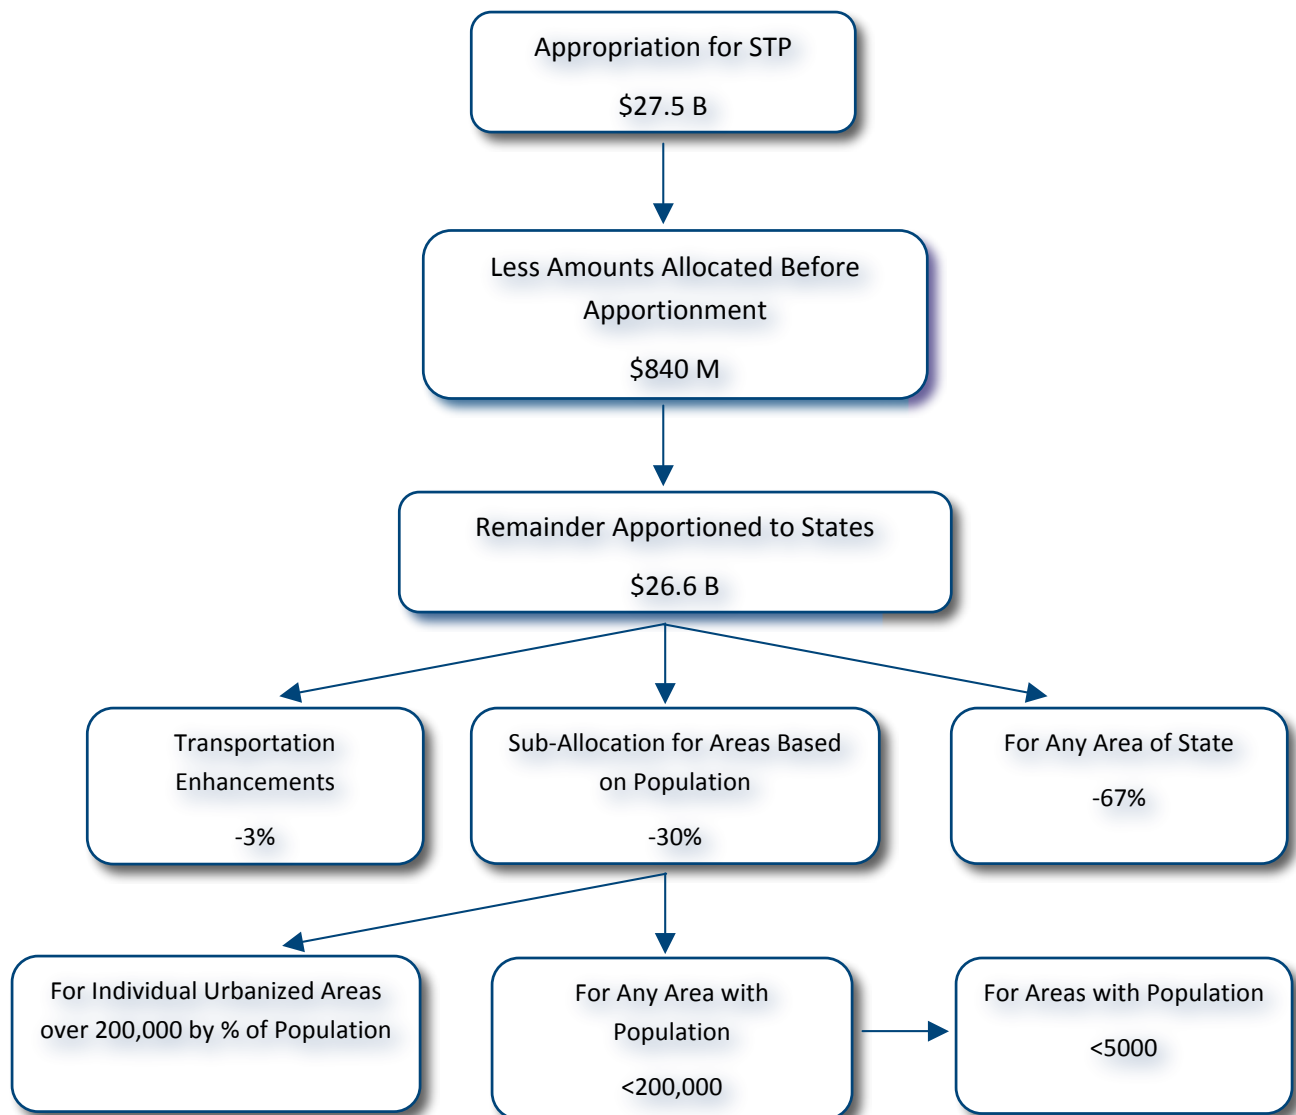 Appropriation for STP
$27.5 B
Less Amounts Allocated Before
Apportionment
$840 M
Remainder Apportioned to States
$26.6 B
Transportation
Enhancements
-3%
Sub-Allocation for Areas Based
on Population
-30%
For Any Area of State
-67%
For Individual Urbanized Areas
over 200,000 by % of Population
For Any Area with
Population
<200,000
For Areas with Population
<5000